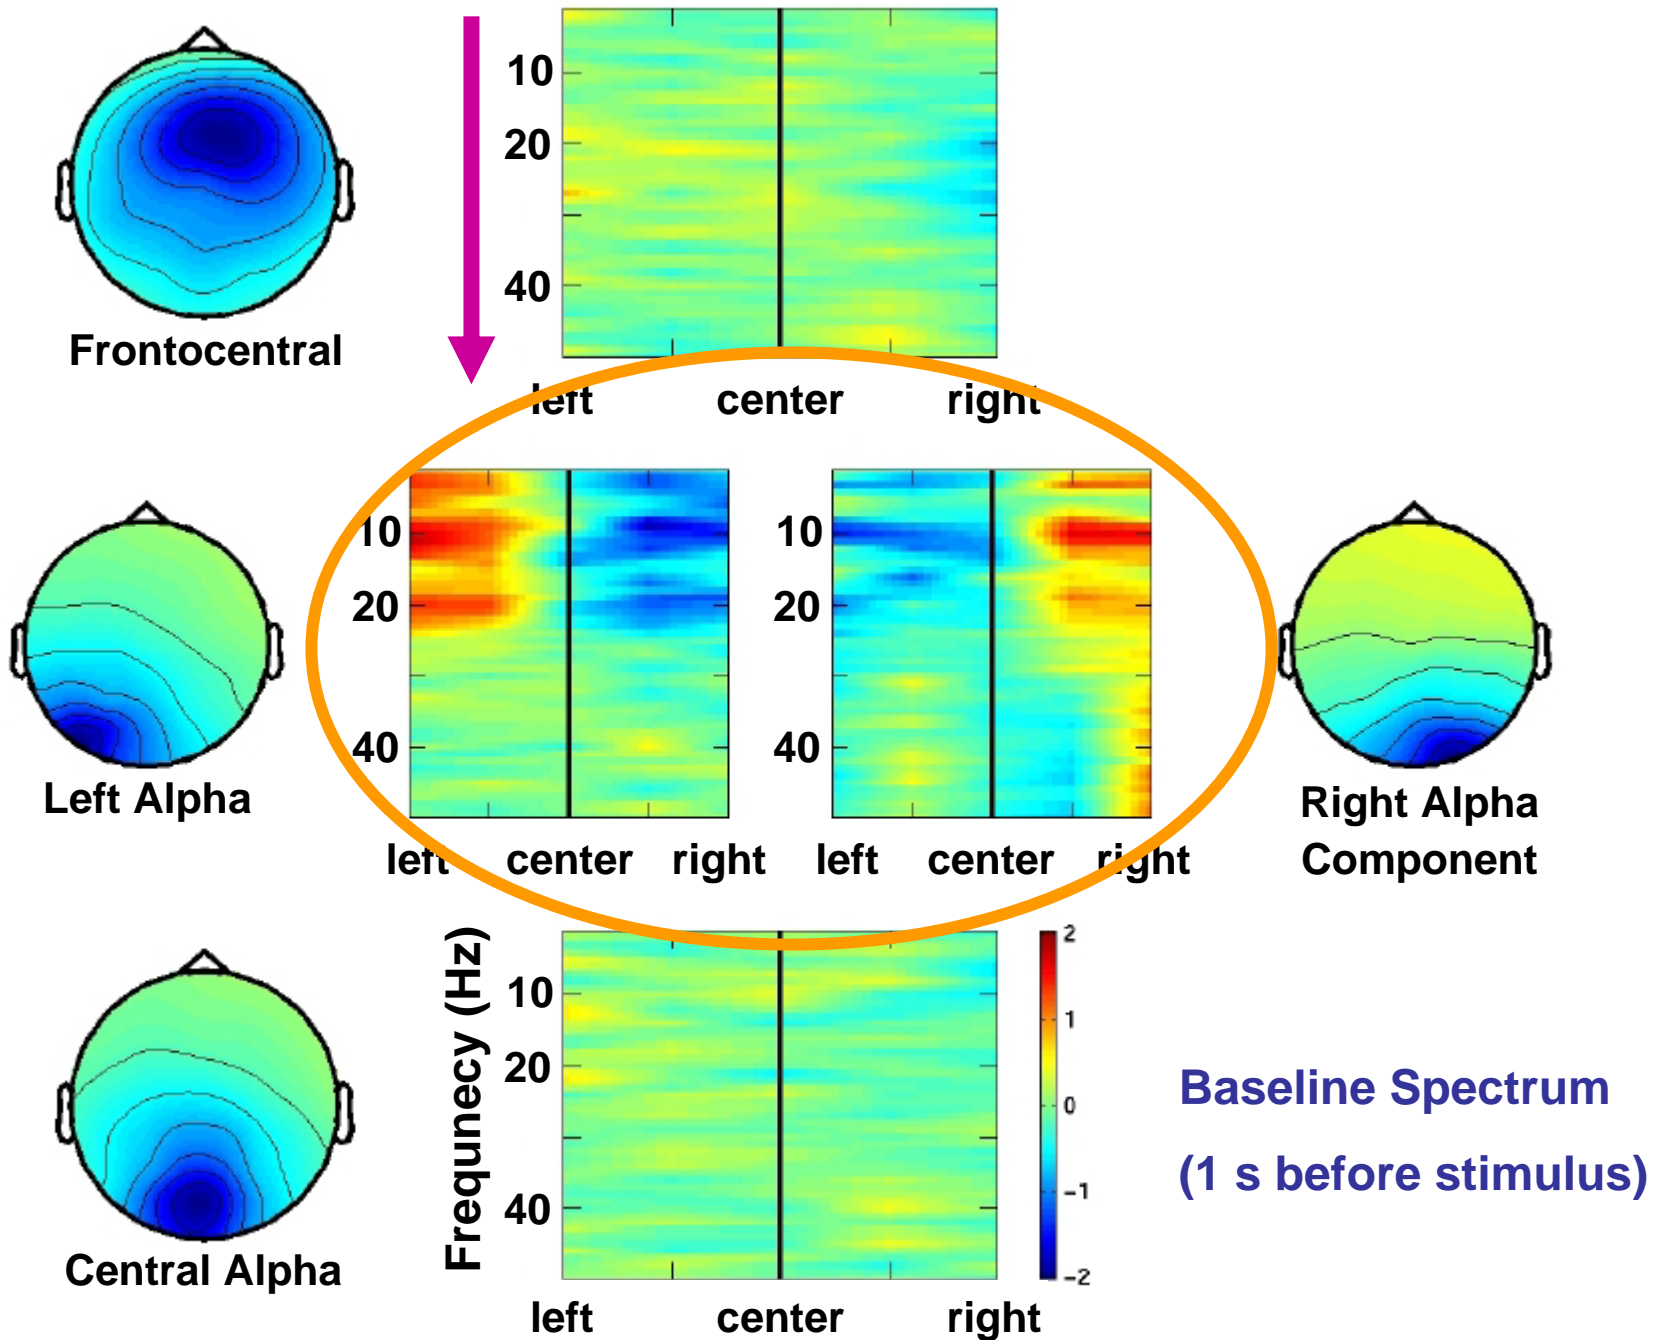 10
20
40
left center right
Frontocentral
10
20
40
left center right
Left Alpha
10
20
40
left center right
Right Alpha
Component
Frequnecy (Hz)
10
20
40
left center right
Central Alpha
2
1
0
-1
-2
Baseline Spectrum
(1 s before stimulus)